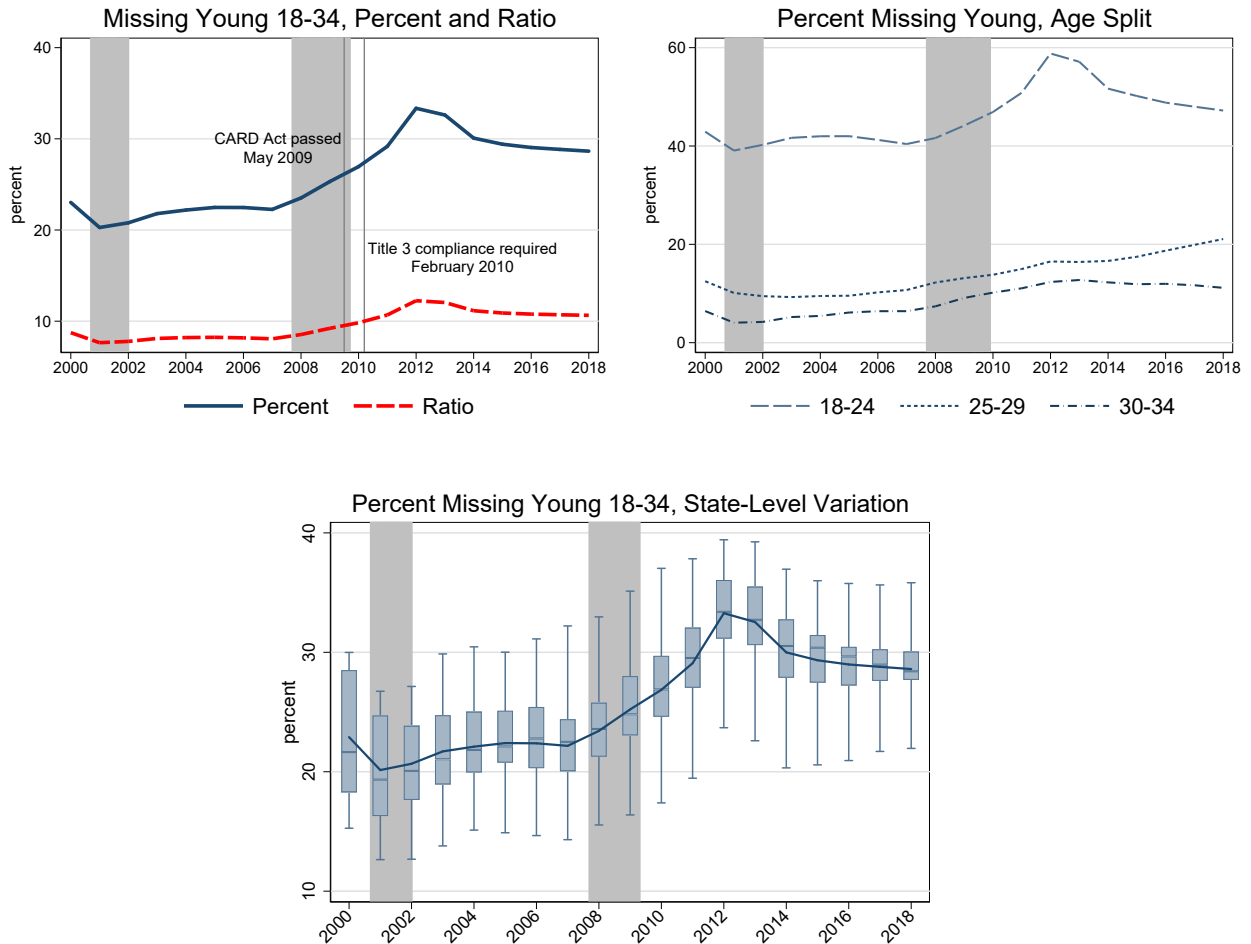 Missing Young 18-34, Percent and Ratio
40
30
20
10
percent
CARD Act passed
May 2009
Title 3 compliance required
February 2010
2000 2002 2004 2006 2008 2010 2012 2014 2016 2018
Percent Ratio
Percent Missing Young, Age Split
60
40
20
0
percent
2000 2002 2004 2006 2008 2010 2012 2014 2016 2018
18-24 25-29 30-34
Percent Missing Young 18-34, State-Level Variation
40
30
20
10
percent
2000 2002 2004 2006 2008 2010 2012 2014 2016 2018